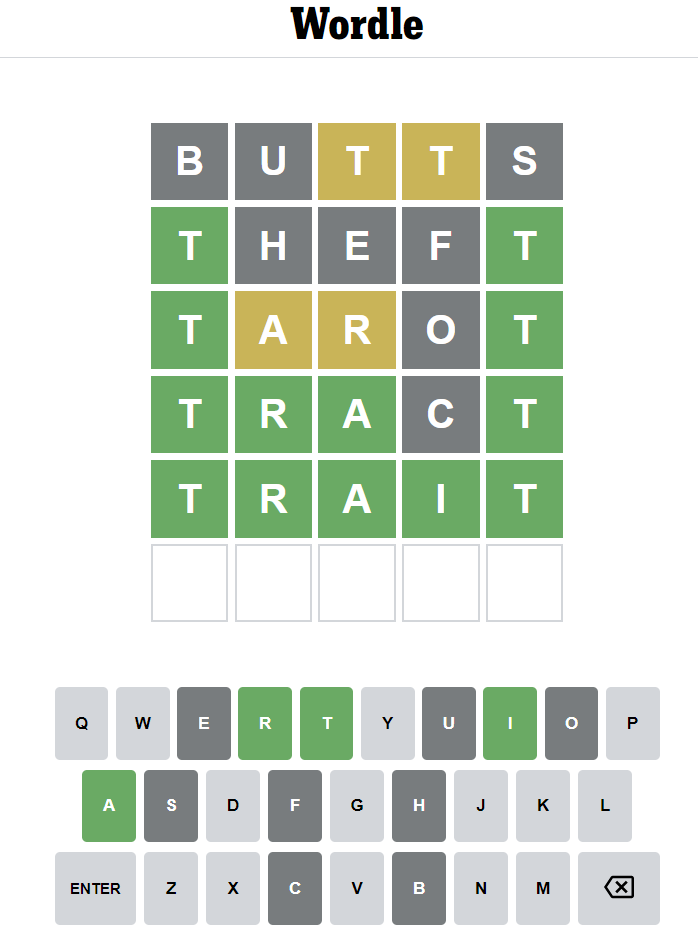 Wordle
B U T T S
T H E F T
T A R O T
T R A C T
T R A I T
Q W E R T Y U I O P
A S D F G H J K L
ENTER Z X C V B N M